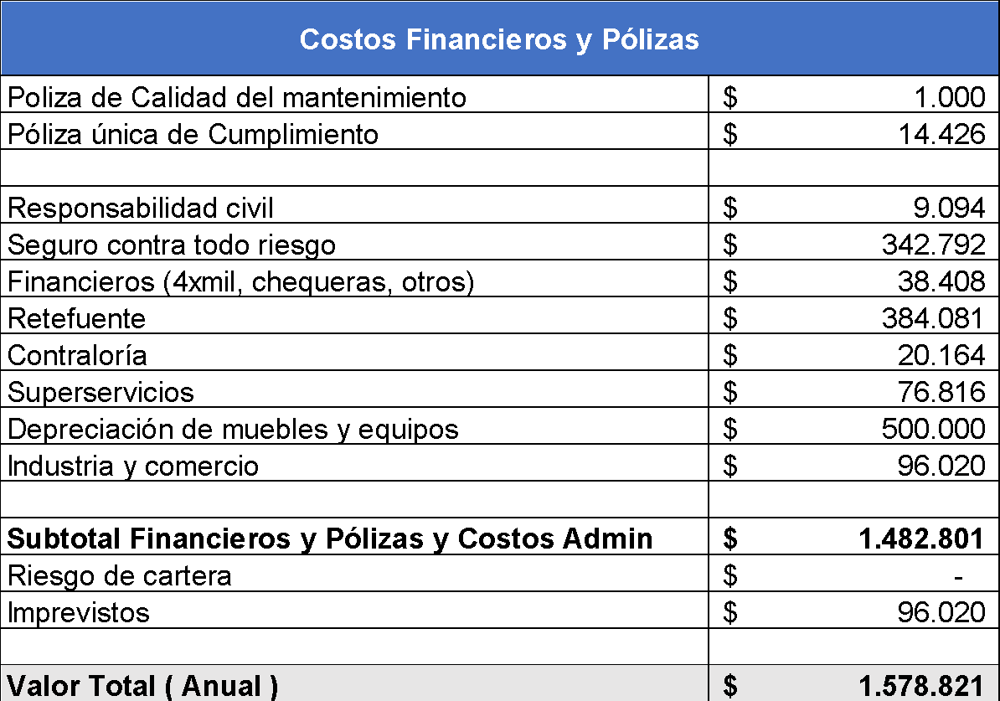 Costos Financieros y Pólizas
Poliza de Calidad del mantenimiento $ 1.000
Póliza única de Cumplimiento $ 14.426
Responsabilidad civil $ 9.094
Seguro contra todo riesgo $ 342.792
Financieros (4xmil, chequeras, otros) $ 38.408
Retefuente $ 384.081
Contraloría $ 20.164
Superservicios $ 76.816
Depreciación de muebles y equipos $ 500.000
Industria y comercio $ 96.020
Subtotal Financieros y Pólizas y Costos Admin $ 1.482.801
Riesgo de cartera $ -
Imprevistos $ 96.020
Valor Total ( Anual ) $ 1.578.821